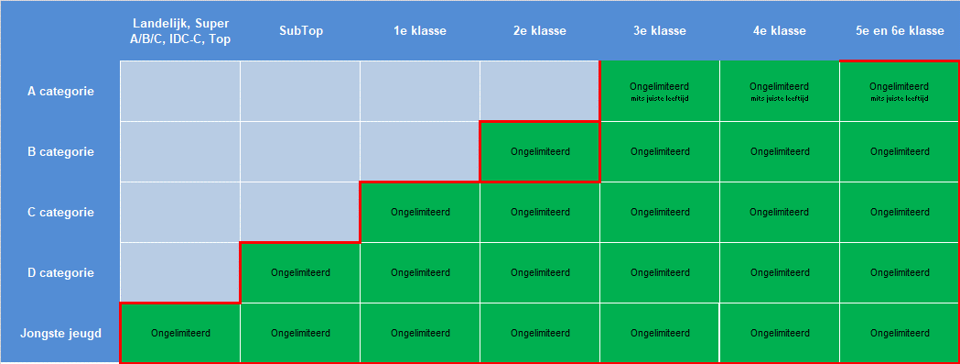 Landelijk, Super
A/B/C, IDC-C, Top
SubTop
1e klasse
2e klasse
3e klasse
4e klasse
5e en 6e klasse
A categorie
Ongelimiteerd
mits juiste leeftijd
Ongelimiteerd
mits juiste leeftijd
Ongelimiteerd
mits juiste leeftijd
B categorie
Ongelimiteerd
Ongelimiteerd
Ongelimiteerd
Ongelimiteerd
C categorie
Ongelimiteerd
Ongelimiteerd
Ongelimiteerd
Ongelimiteerd
Ongelimiteerd
D categorie
Ongelimiteerd
Ongelimiteerd
Ongelimiteerd
Ongelimiteerd
Ongelimiteerd
Ongelimiteerd
Jongste jeugd
Ongelimiteerd
Ongelimiteerd
Ongelimiteerd
Ongelimiteerd
Ongelimiteerd
Ongelimiteerd
Ongelimiteerd